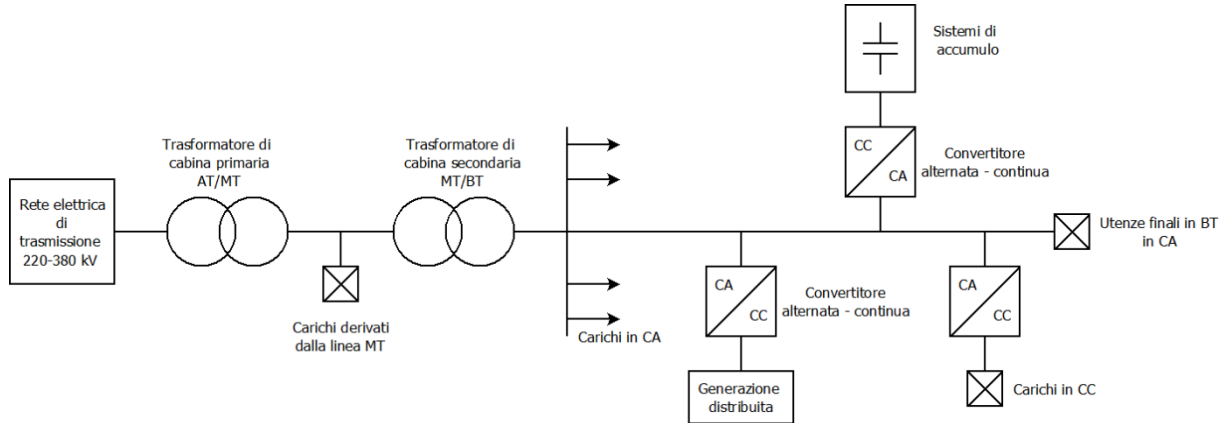 Sistemi di
accumulo
Trasformatore di
cabina primaria
AT/MT
Trasformatore di
cabina secondaria
MT/BT
CC
CA
Convertitore
alternata - continua
Rete elettrica
di
trasmissione
220-380 kV
Utenze finali in BT
in CA
CA
CC
Convertitore
alternata - continua
CA
CC
Carichi derivati
dalla linea MT
Carichi in CA
Generazione
distribuita
Carichi in CC